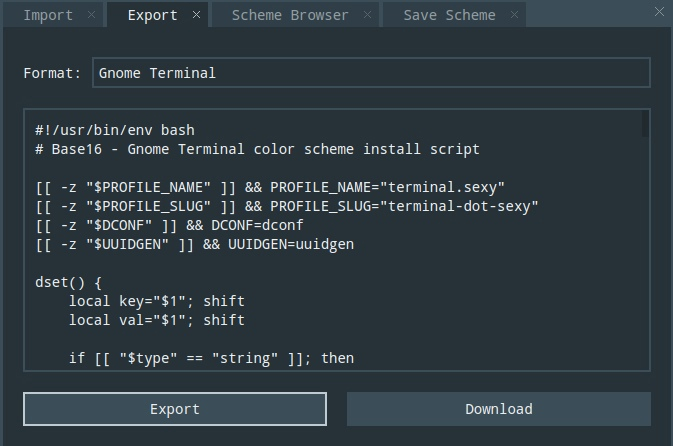 Import × Export × Scheme Browser × Save Scheme × ×
Format: Gnome Terminal
#!/usr/bin/env bash
# Base16 - Gnome Terminal color scheme install script
[[ -z "$PROFILE_NAME" ]] && PROFILE_NAME="terminal.sexy"
[[ -z "$PROFILE_SLUG" ]] && PROFILE_SLUG="terminal-dot-sexy"
[[ -z "$DCONF" ]] && DCONF=dconf
[[ -z "$UUIDGEN" ]] && UUIDGEN=uuidgen
dset() {
    local key="$1"; shift
    local val="$1"; shift
    if [[ "$type" == "string" ]]; then
Export Download